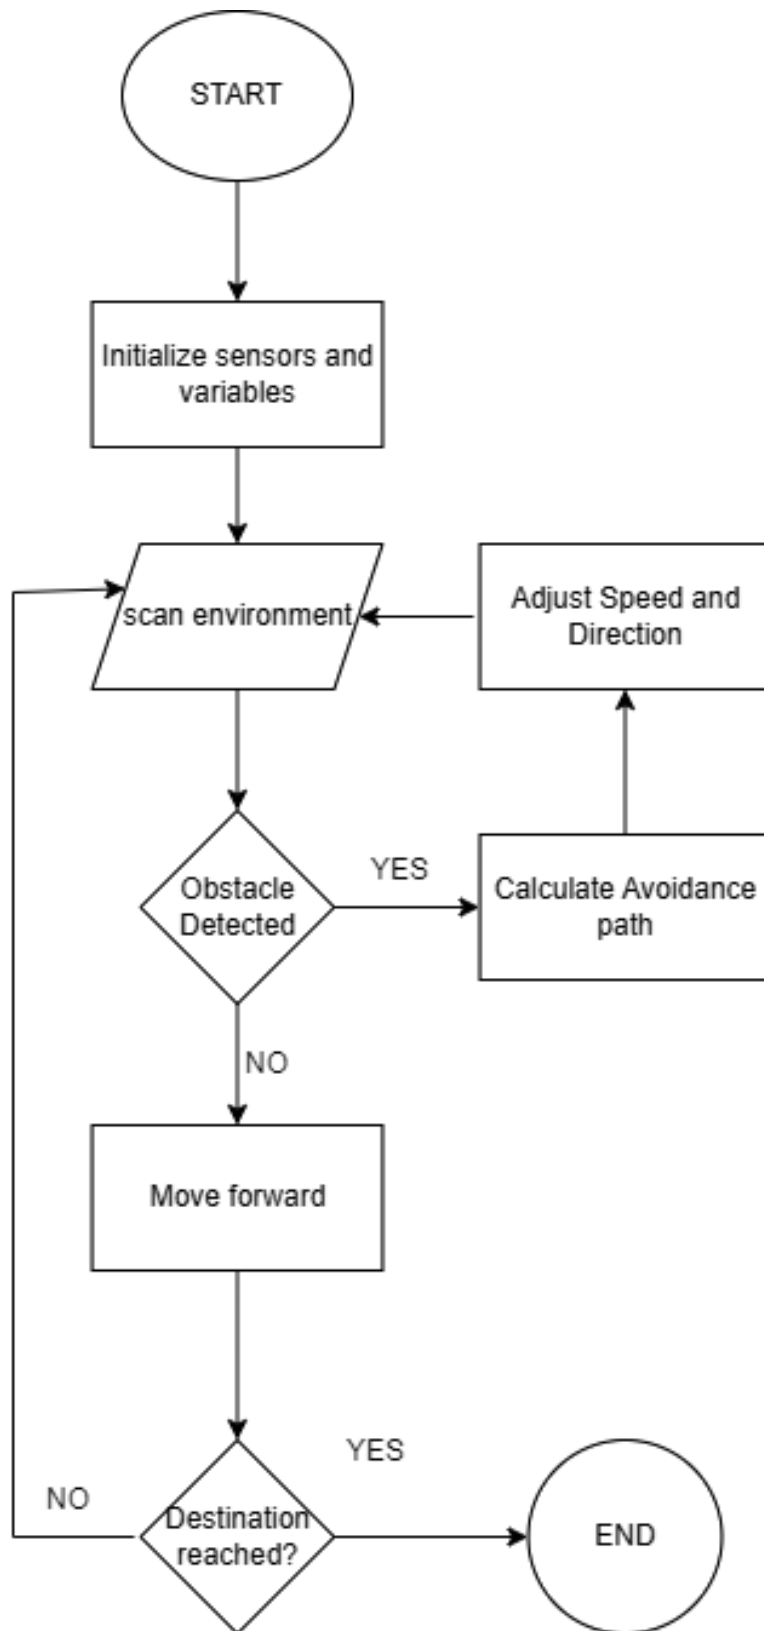 START
Initialize sensors and
variables
scan environment
Adjust Speed and
Direction
Obstacle
Detected
YES
Calculate Avoidance
path
NO
Move forward
Destination
reached?
YES
NO
END